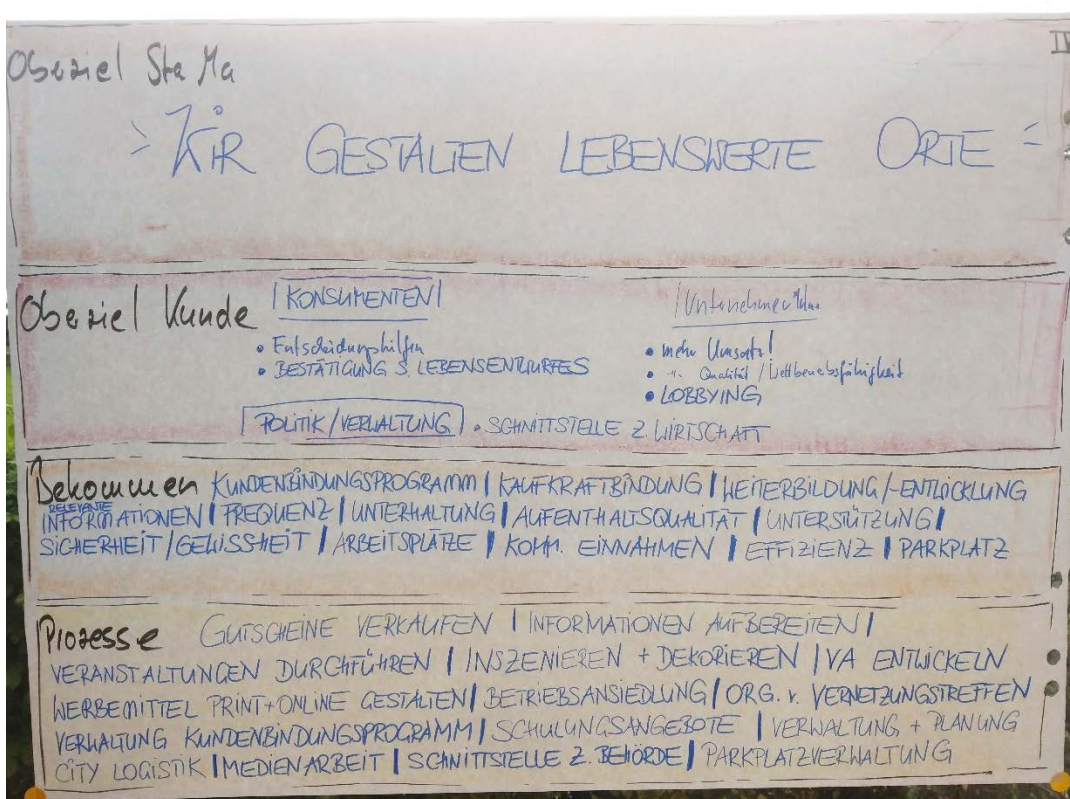 Oberziel Sta Ma
WIR GESTALTEN LEBENSWERTE ORTE
Oberziel Kunde
KONSUMENTEN
• Entscheidungshilfen
• BESTÄTIGUNG S. LEBENSENTWURFES
• mehr Umsatz!
• -"- Qualität / Wettbewerbsfähigkeit
• LOBBYING
POLITIK/VERWALTUNG • SCHNITTSTELLE Z. WIRTSCHAFT
Bekommen KUNDENBINDUNGSPROGRAMM | KAUFKRAFTBINDUNG | WEITERBILDUNG/-ENTWICKLUNG
RELEVANTE
INFORMATIONEN | FREQUENZ | UNTERHALTUNG | AUFENTHALTSQUALITÄT | UNTERSTÜTZUNG |
SICHERHEIT/GEWISSHEIT | ARBEITSPLÄTZE | KOMM. EINNAHMEN | EFFIZIENZ | PARKPLATZ
Prozesse GUTSCHEINE VERKAUFEN | INFORMATIONEN AUFBEREITEN |
VERANSTALTUNGEN DURCHFÜHREN | INSZENIEREN + DEKORIEREN | VA ENTWICKELN
WERBEMITTEL PRINT+ONLINE GESTALTEN | BETRIEBSANSIEDLUNG | ORG. v. VERNETZUNGSTREFFEN
VERWALTUNG KUNDENBINDUNGSPROGRAMM | SCHULUNGSANGEBOTE | VERWALTUNG + PLANUNG
CITY LOGISTIK | MEDIENARBEIT | SCHNITTSTELLE Z. BEHÖRDE | PARKPLATZVERWALTUNG